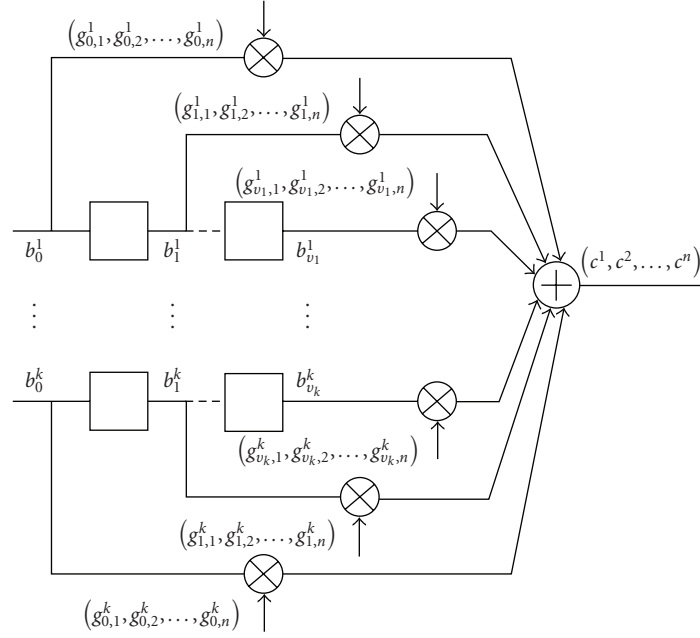 (g^1_{0,1}, g^1_{0,2}, . . . , g^1_{0,n})
(g^1_{1,1}, g^1_{1,2}, . . . , g^1_{1,n})
(g^1_{v_1,1}, g^1_{v_1,2}, . . . , g^1_{v_1,n})
b^1_0 b^1_1 b^1_{v_1}
(c^1, c^2, . . . , c^n)
⋮ ⋮ ⋮
b^k_0 b^k_1 b^k_{v_k}
(g^k_{v_k,1}, g^k_{v_k,2}, . . . , g^k_{v_k,n})
(g^k_{1,1}, g^k_{1,2}, . . . , g^k_{1,n})
(g^k_{0,1}, g^k_{0,2}, . . . , g^k_{0,n})